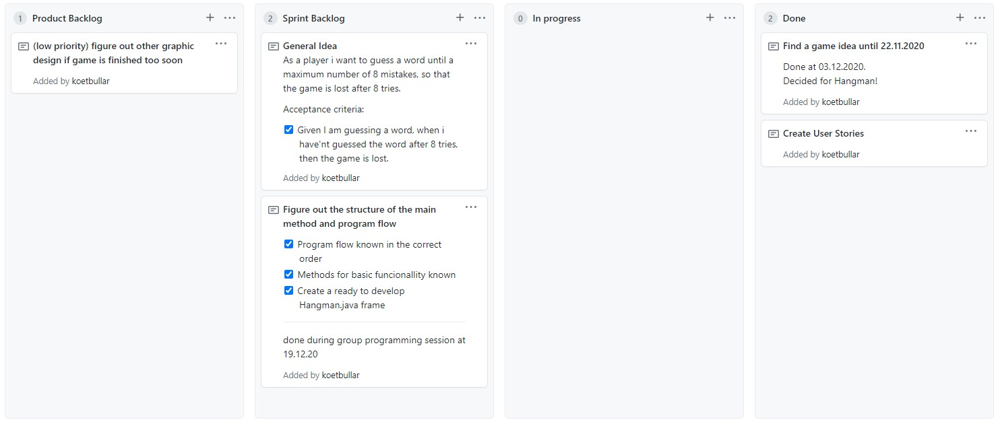 1 Product Backlog
(low priority) figure out other graphic
design if game is finished too soon
Added by koetbullar
2 Sprint Backlog
General Idea
As a player i want to guess a word until a
maximum number of 8 mistakes, so that
the game is lost after 8 tries.
Acceptance criteria:
Given I am guessing a word, when i
have'nt guessed the word after 8 tries,
then the game is lost.
Added by koetbullar
Figure out the structure of the main
method and program flow
Program flow known in the correct
order
Methods for basic funcionallity known
Create a ready to develop
Hangman.java frame
done during group programming session at
19.12.20
Added by koetbullar
0 In progress
2 Done
Find a game idea until 22.11.2020
Done at 03.12.2020.
Decided for Hangman!
Added by koetbullar
Create User Stories
Added by koetbullar